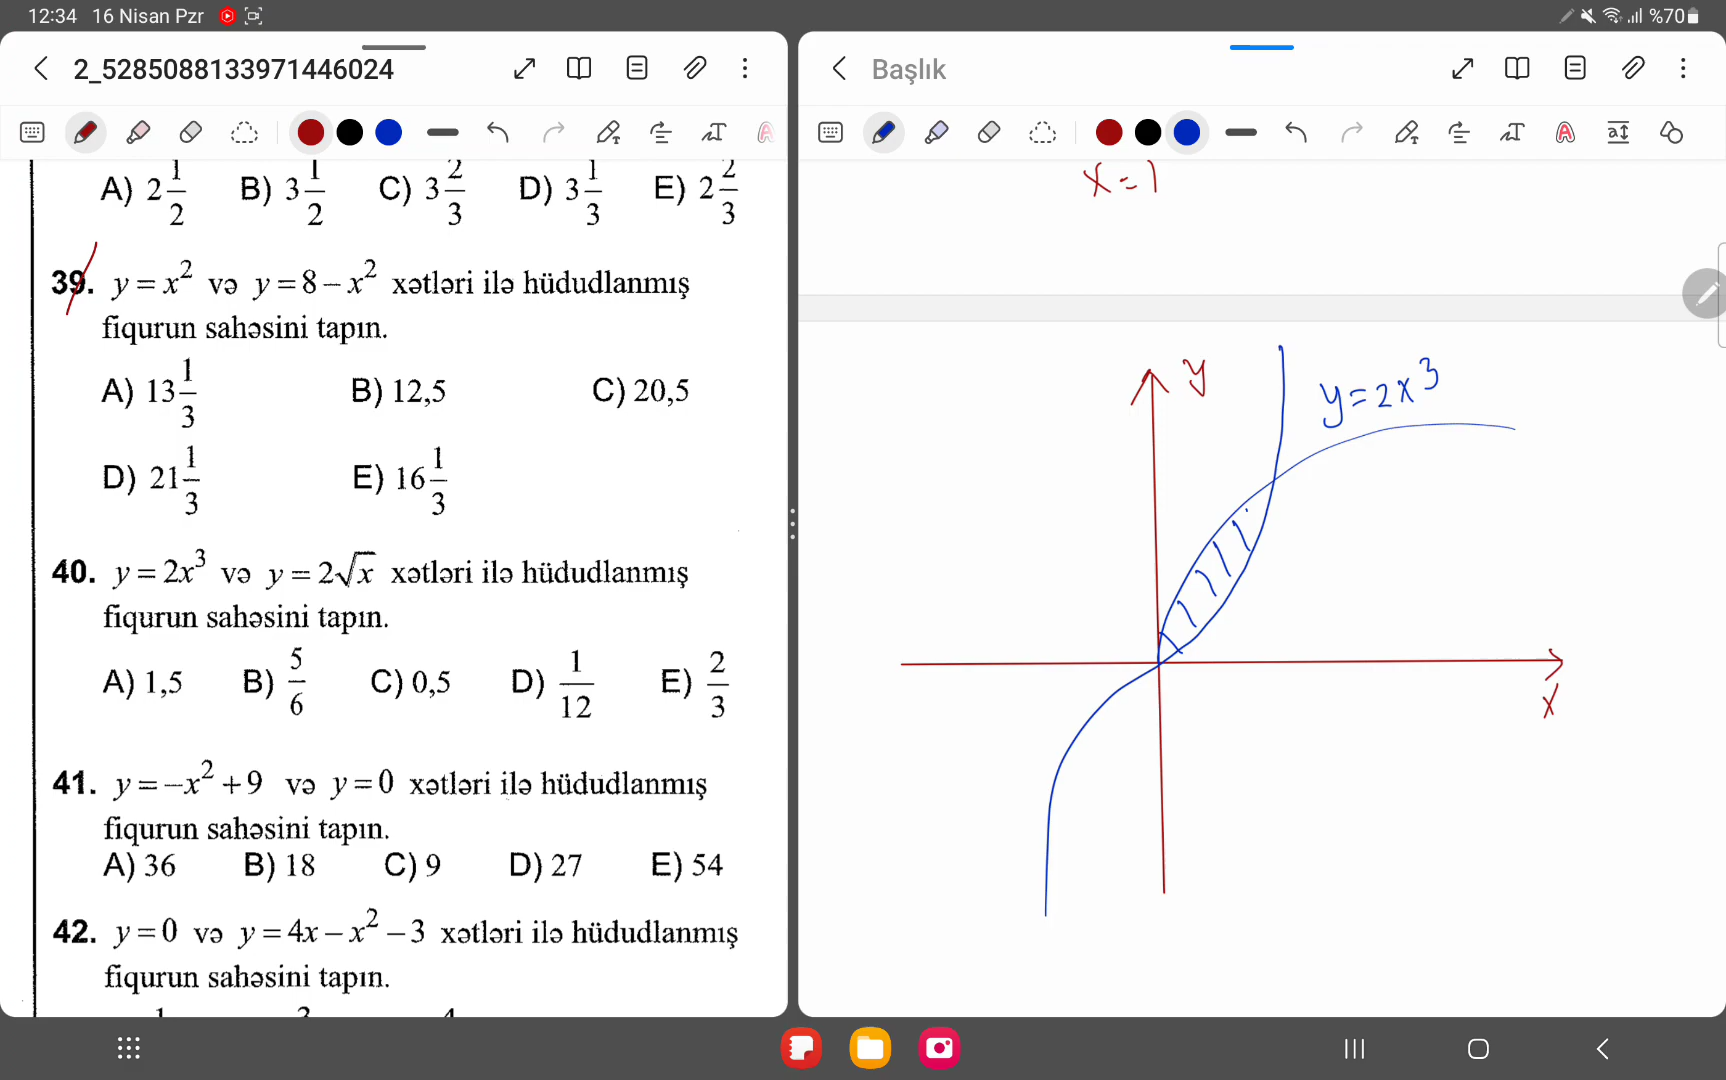 12:34 16 Nisan Pzr %70
2_5285088133971446024
A) 2 1/2 B) 3 1/2 C) 3 2/3 D) 3 1/3 E) 2 2/3
39. y = x² və y = 8 − x² xətləri ilə hüdudlanmış
fiqurun sahəsini tapın.
A) 13 1/3 B) 12,5 C) 20,5
D) 21 1/3 E) 16 1/3
40. y = 2x³ və y = 2√x xətləri ilə hüdudlanmış
fiqurun sahəsini tapın.
A) 1,5 B) 5/6 C) 0,5 D) 1/12 E) 2/3
41. y = −x² + 9 və y = 0 xətləri ilə hüdudlanmış
fiqurun sahəsini tapın.
A) 36 B) 18 C) 9 D) 27 E) 54
42. y = 0 və y = 4x − x² − 3 xətləri ilə hüdudlanmış
fiqurun sahəsini tapın.
Başlık
x = 1
y
y = 2x³
x